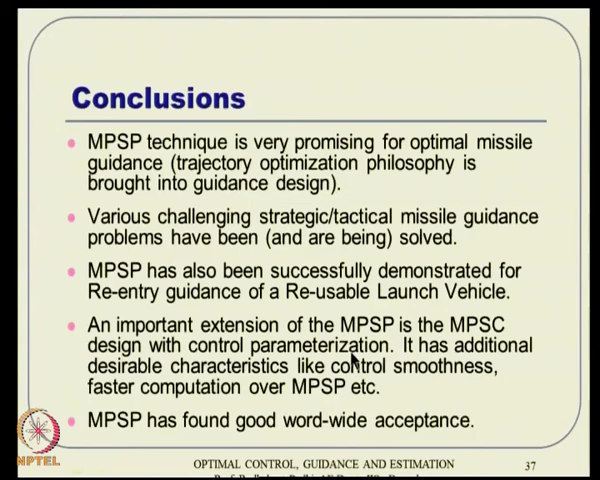 Conclusions
MPSP technique is very promising for optimal missile
guidance (trajectory optimization philosophy is
brought into guidance design).
Various challenging strategic/tactical missile guidance
problems have been (and are being) solved.
MPSP has also been successfully demonstrated for
Re-entry guidance of a Re-usable Launch Vehicle.
An important extension of the MPSP is the MPSC
design with control parameterization. It has additional
desirable characteristics like control smoothness,
faster computation over MPSP etc.
MPSP has found good word-wide acceptance.
NPTEL
OPTIMAL CONTROL, GUIDANCE AND ESTIMATION
37